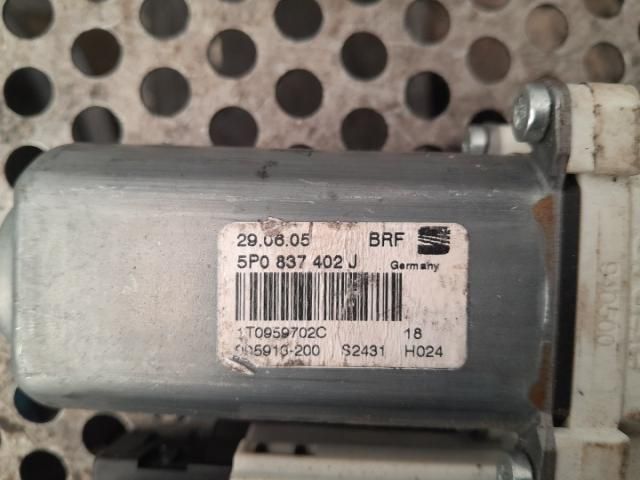 29.06.05 BRF
5P0 837 402 J Germany
1T0959702C 18
S2431 H024